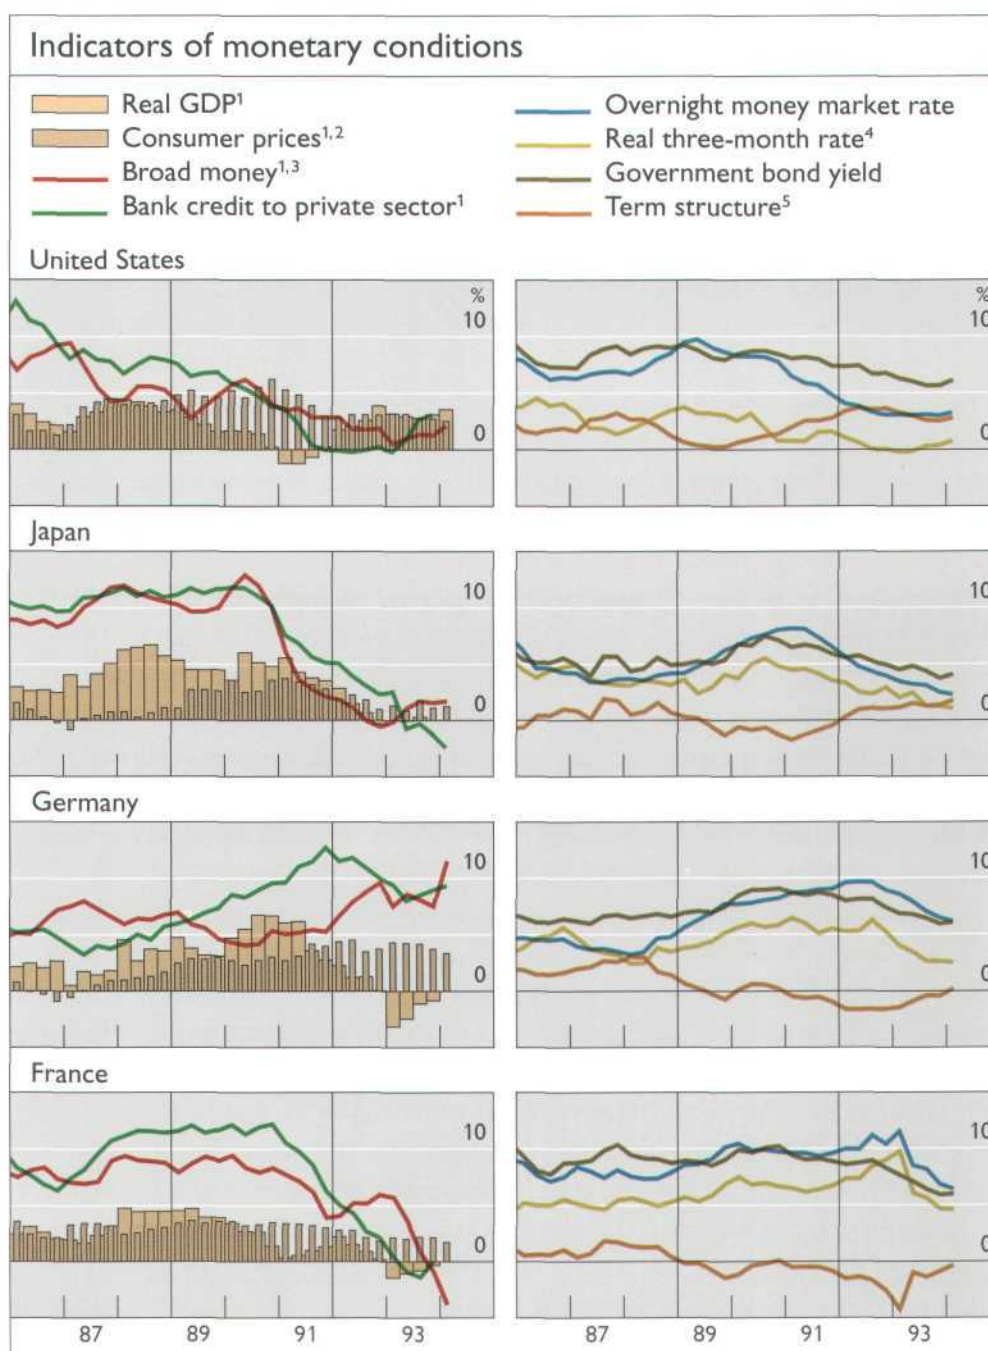 Indicators of monetary conditions
Real GDP¹
Consumer prices¹,²
Broad money¹,³
Bank credit to private sector¹
Overnight money market rate
Real three-month rate⁴
Government bond yield
Term structure⁵
United States
%
10
0
%
10
0
Japan
10
0
10
0
Germany
10
0
10
0
France
10
0
10
0
87 89 91 93
87 89 91 93